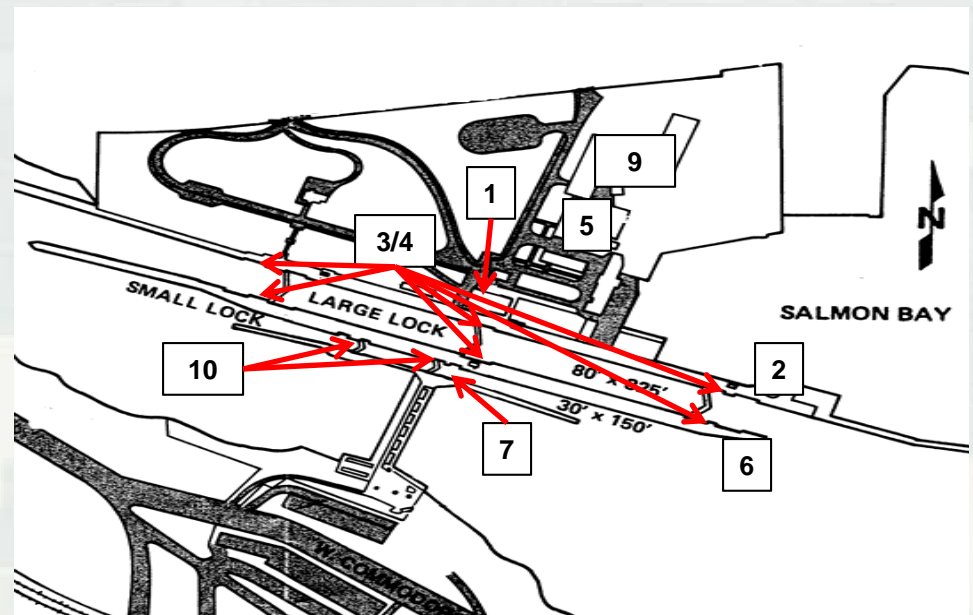 9
1
5
3/4
N
SMALL LOCK
LARGE LOCK
SALMON BAY
10
80' x 825'
2
30' x 150'
7
6
W. COMMODORE